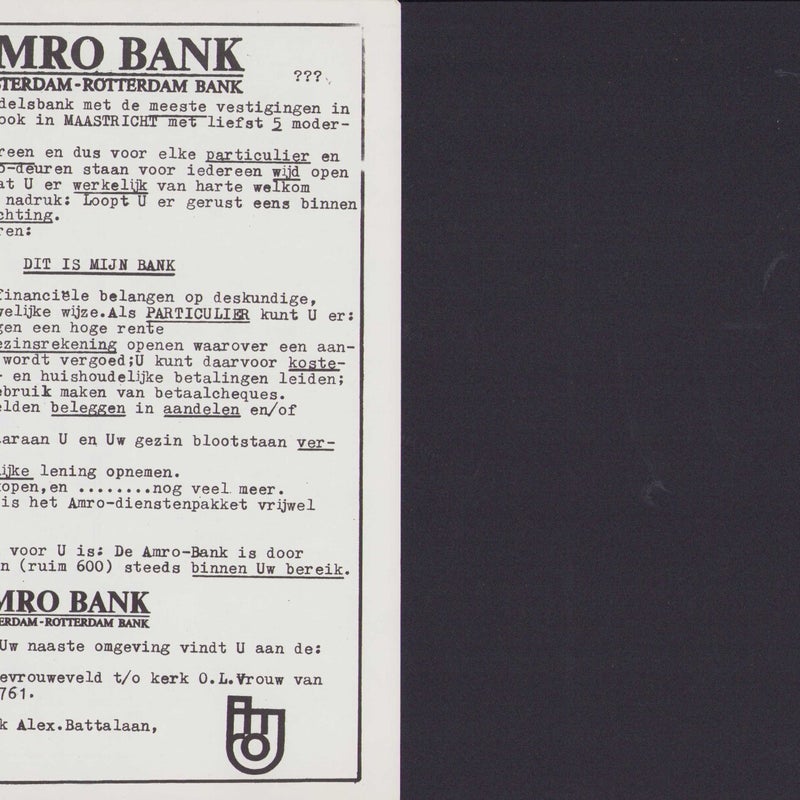 MRO BANK
STERDAM-ROTTERDAM BANK
???
delsbank met de meeste vestigingen in
ook in MAASTRICHT met liefst 5 moder-
reen en dus voor elke particulier en
o-deuren staan voor iedereen wijd open
at U er werkelijk van harte welkom
nadruk: Loopt U er gerust eens binnen
chting.
ren:
DIT IS MIJN BANK
financiële belangen op deskundige,
velijke wijze.Als PARTICULIER kunt U er:
gen een hoge rente
ezinsrekening openen waarover een aan-
wordt vergoed;U kunt daarvoor koste-
- en huishoudelijke betalingen leiden;
ebruik maken van betaalcheques.
elden beleggen in aandelen en/of
araan U en Uw gezin blootstaan ver-
ijke lening opnemen.
open,en ........nog veel meer.
is het Amro-dienstenpakket vrijwel
voor U is: De Amro-Bank is door
n (ruim 600) steeds binnen Uw bereik.
MRO BANK
ERDAM-ROTTERDAM BANK
Uw naaste omgeving vindt U aan de:
evrouweveld t/o kerk O.L.Vrouw van
761.
k Alex.Battalaan,